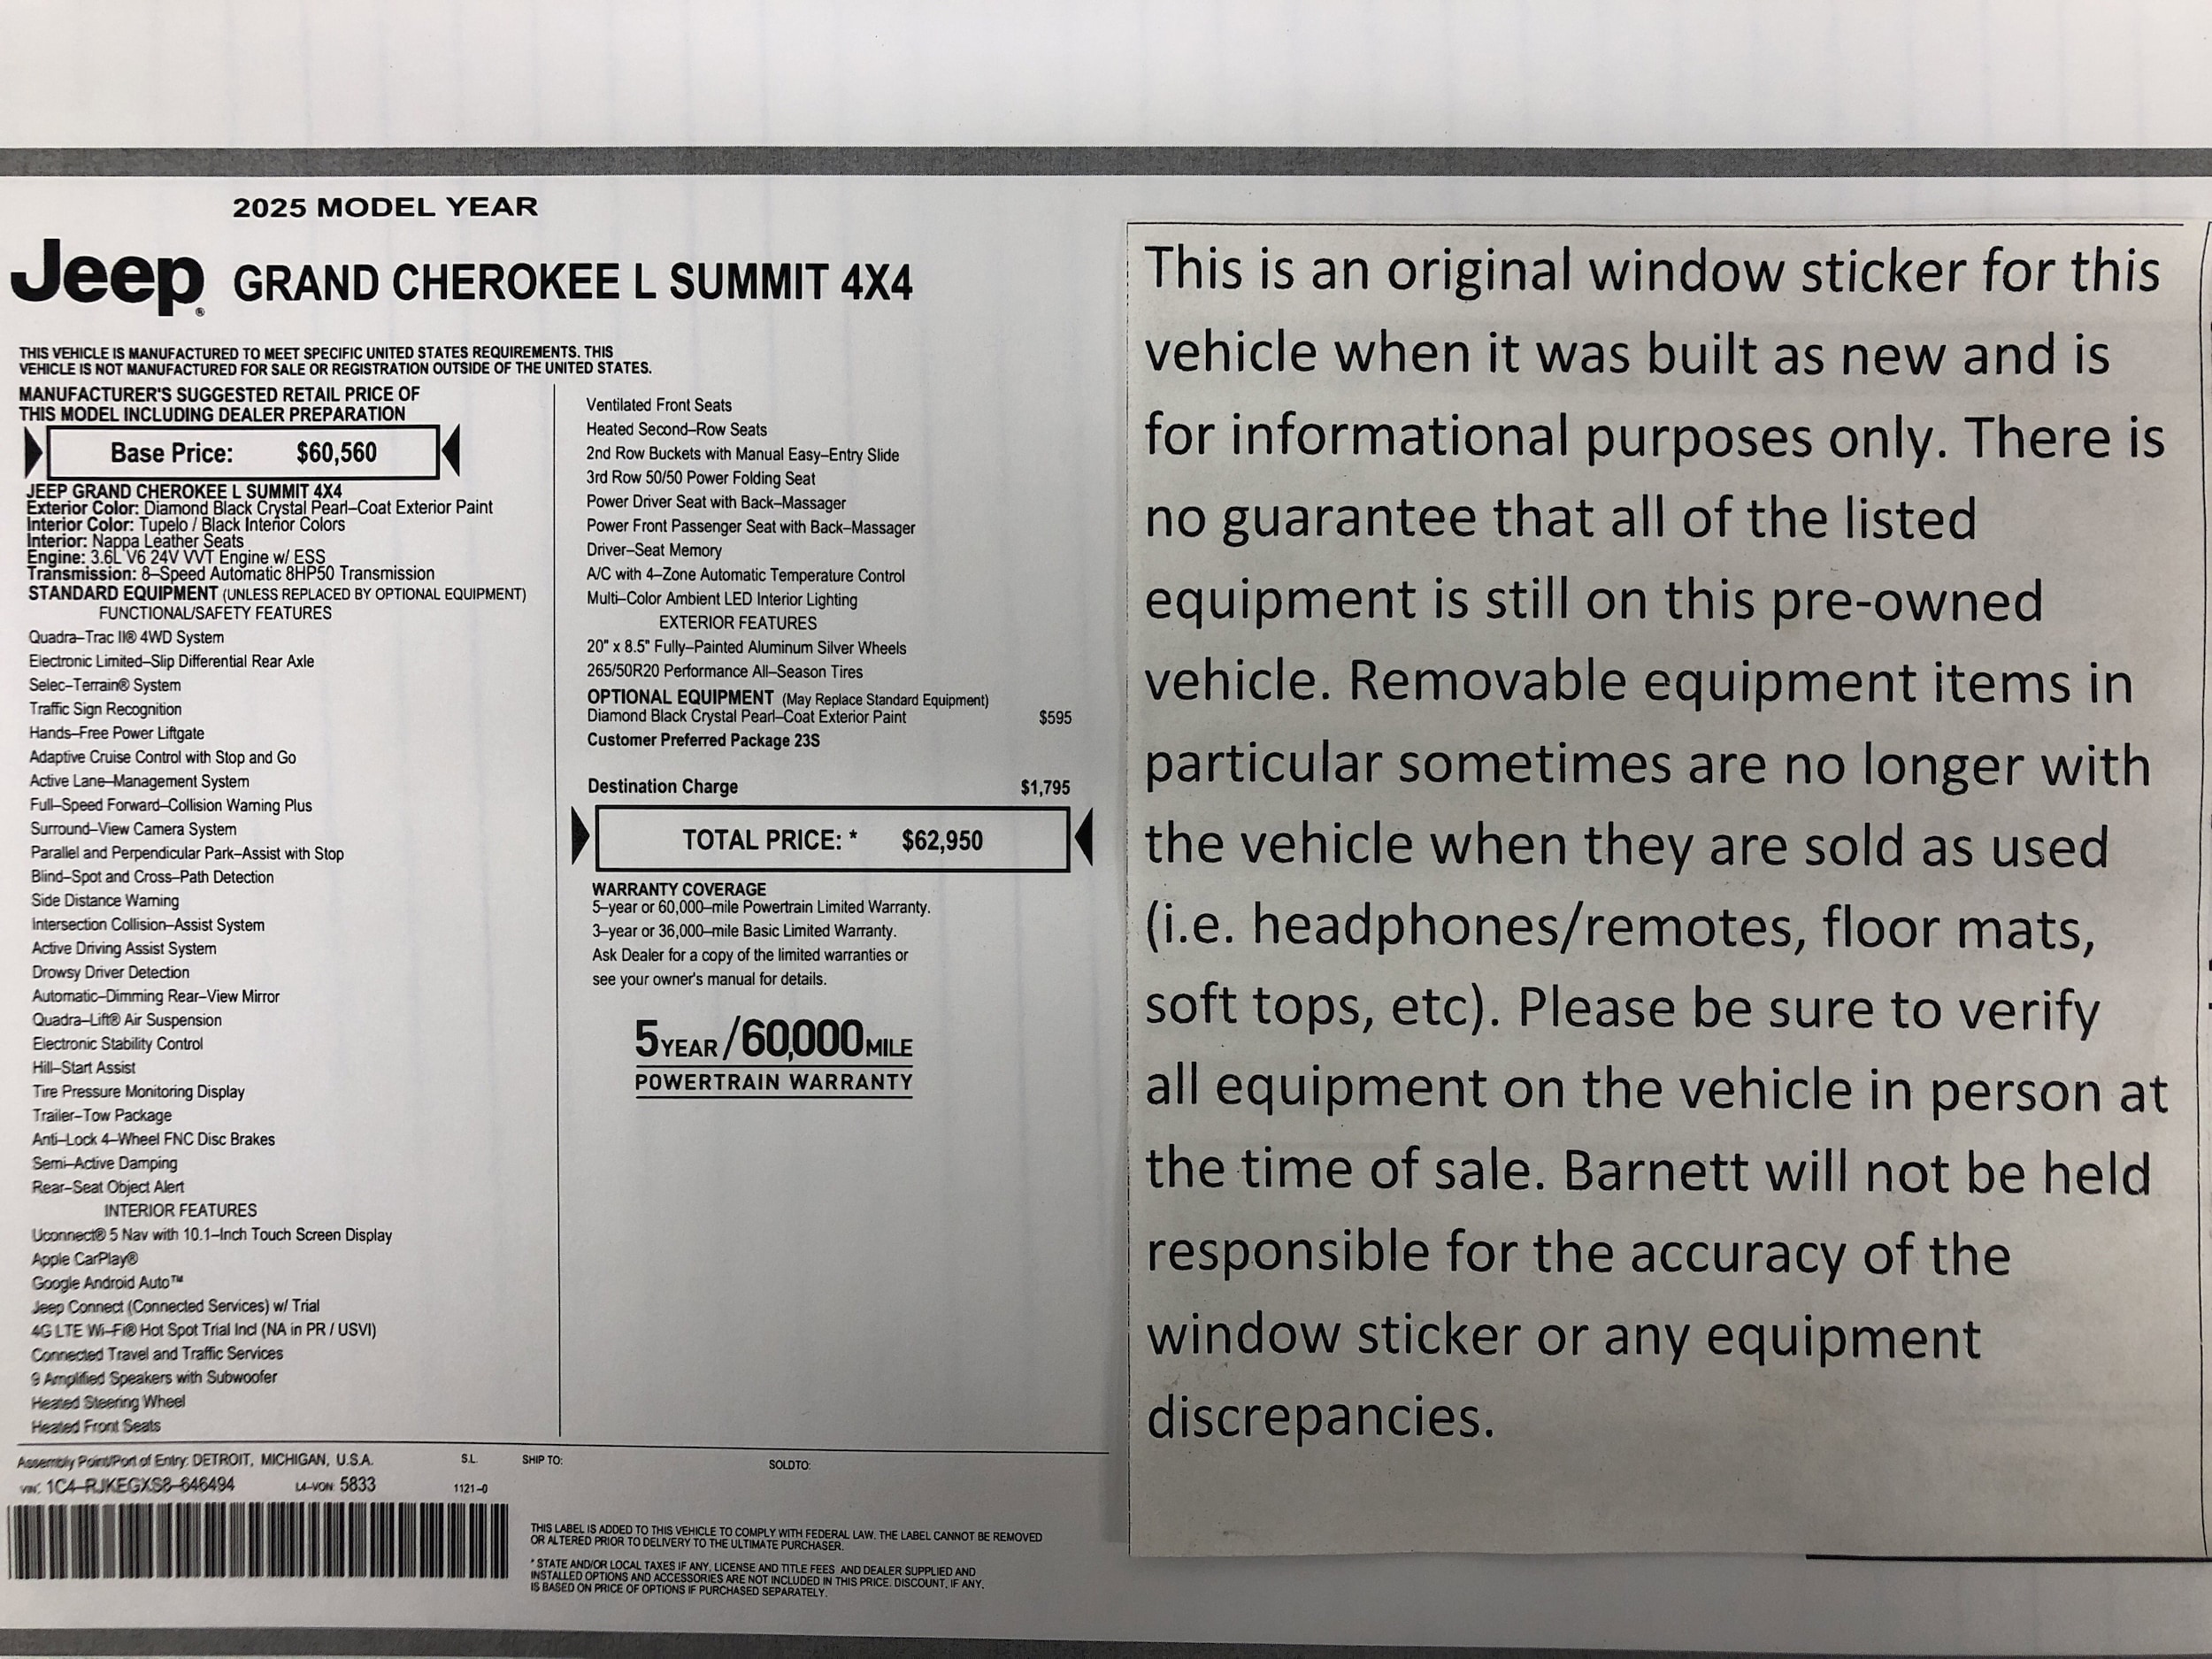 2025 MODEL YEAR
Jeep® GRAND CHEROKEE L SUMMIT 4X4
THIS VEHICLE IS MANUFACTURED TO MEET SPECIFIC UNITED STATES REQUIREMENTS. THIS
VEHICLE IS NOT MANUFACTURED FOR SALE OR REGISTRATION OUTSIDE OF THE UNITED STATES.
MANUFACTURER'S SUGGESTED RETAIL PRICE OF
THIS MODEL INCLUDING DEALER PREPARATION
Base Price: $60,560
JEEP GRAND CHEROKEE L SUMMIT 4X4
Exterior Color: Diamond Black Crystal Pearl–Coat Exterior Paint
Interior Color: Tupelo / Black Interior Colors
Interior: Nappa Leather Seats
Engine: 3.6L V6 24V VVT Engine w/ ESS
Transmission: 8–Speed Automatic 8HP50 Transmission
STANDARD EQUIPMENT (UNLESS REPLACED BY OPTIONAL EQUIPMENT)
FUNCTIONAL/SAFETY FEATURES
Quadra–Trac II® 4WD System
Electronic Limited–Slip Differential Rear Axle
Selec–Terrain® System
Traffic Sign Recognition
Hands–Free Power Liftgate
Adaptive Cruise Control with Stop and Go
Active Lane–Management System
Full–Speed Forward–Collision Warning Plus
Surround–View Camera System
Parallel and Perpendicular Park–Assist with Stop
Blind–Spot and Cross–Path Detection
Side Distance Warning
Intersection Collision–Assist System
Active Driving Assist System
Drowsy Driver Detection
Automatic–Dimming Rear–View Mirror
Quadra–Lift® Air Suspension
Electronic Stability Control
Hill–Start Assist
Tire Pressure Monitoring Display
Trailer–Tow Package
Anti–Lock 4–Wheel FNC Disc Brakes
Semi–Active Damping
Rear–Seat Object Alert
INTERIOR FEATURES
Uconnect® 5 Nav with 10.1–Inch Touch Screen Display
Apple CarPlay®
Google Android Auto™
Jeep Connect (Connected Services) w/ Trial
4G LTE Wi–Fi® Hot Spot Trial Incl (NA in PR / USVI)
Connected Travel and Traffic Services
9 Amplified Speakers with Subwoofer
Heated Steering Wheel
Heated Front Seats
Ventilated Front Seats
Heated Second–Row Seats
2nd Row Buckets with Manual Easy–Entry Slide
3rd Row 50/50 Power Folding Seat
Power Driver Seat with Back–Massager
Power Front Passenger Seat with Back–Massager
Driver–Seat Memory
A/C with 4–Zone Automatic Temperature Control
Multi–Color Ambient LED Interior Lighting
EXTERIOR FEATURES
20" x 8.5" Fully–Painted Aluminum Silver Wheels
265/50R20 Performance All–Season Tires
OPTIONAL EQUIPMENT (May Replace Standard Equipment)
Diamond Black Crystal Pearl–Coat Exterior Paint $595
Customer Preferred Package 23S
Destination Charge $1,795
TOTAL PRICE: * $62,950
WARRANTY COVERAGE
5–year or 60,000–mile Powertrain Limited Warranty.
3–year or 36,000–mile Basic Limited Warranty.
Ask Dealer for a copy of the limited warranties or
see your owner's manual for details.
5 YEAR / 60,000 MILE
POWERTRAIN WARRANTY
Assembly Point/Port of Entry: DETROIT, MICHIGAN, U.S.A.
VIN: 1C4–RJKEGXS8–646494 L4–VON: 5833
S.L.
1121–0
SHIP TO:
SOLD TO:
THIS LABEL IS ADDED TO THIS VEHICLE TO COMPLY WITH FEDERAL LAW. THE LABEL CANNOT BE REMOVED
OR ALTERED PRIOR TO DELIVERY TO THE ULTIMATE PURCHASER.
* STATE AND/OR LOCAL TAXES IF ANY, LICENSE AND TITLE FEES AND DEALER SUPPLIED AND
INSTALLED OPTIONS AND ACCESSORIES ARE NOT INCLUDED IN THIS PRICE. DISCOUNT, IF ANY,
IS BASED ON PRICE OF OPTIONS IF PURCHASED SEPARATELY.
This is an original window sticker for this
vehicle when it was built as new and is
for informational purposes only. There is
no guarantee that all of the listed
equipment is still on this pre-owned
vehicle. Removable equipment items in
particular sometimes are no longer with
the vehicle when they are sold as used
(i.e. headphones/remotes, floor mats,
soft tops, etc). Please be sure to verify
all equipment on the vehicle in person at
the time of sale. Barnett will not be held
responsible for the accuracy of the
window sticker or any equipment
discrepancies.